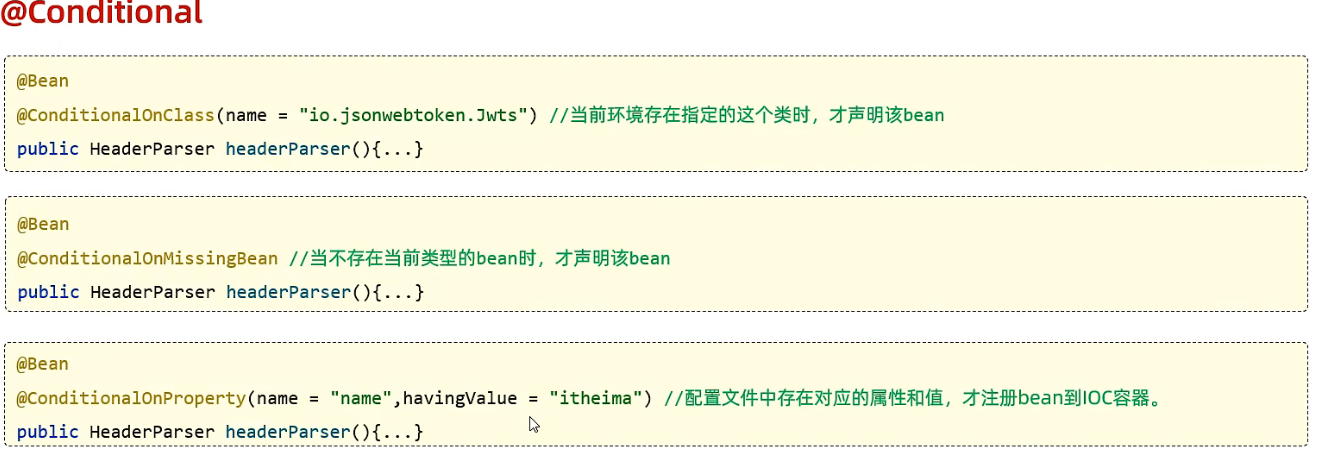 @Conditional
@Bean
@ConditionalOnClass(name = "io.jsonwebtoken.Jwts") //当前环境存在指定的这个类时，才声明该bean
public HeaderParser headerParser(){...}
@Bean
@ConditionalOnMissingBean //当不存在当前类型的bean时，才声明该bean
public HeaderParser headerParser(){...}
@Bean
@ConditionalOnProperty(name = "name",havingValue = "itheima") //配置文件中存在对应的属性和值，才注册bean到IOC容器。
public HeaderParser headerParser(){...}